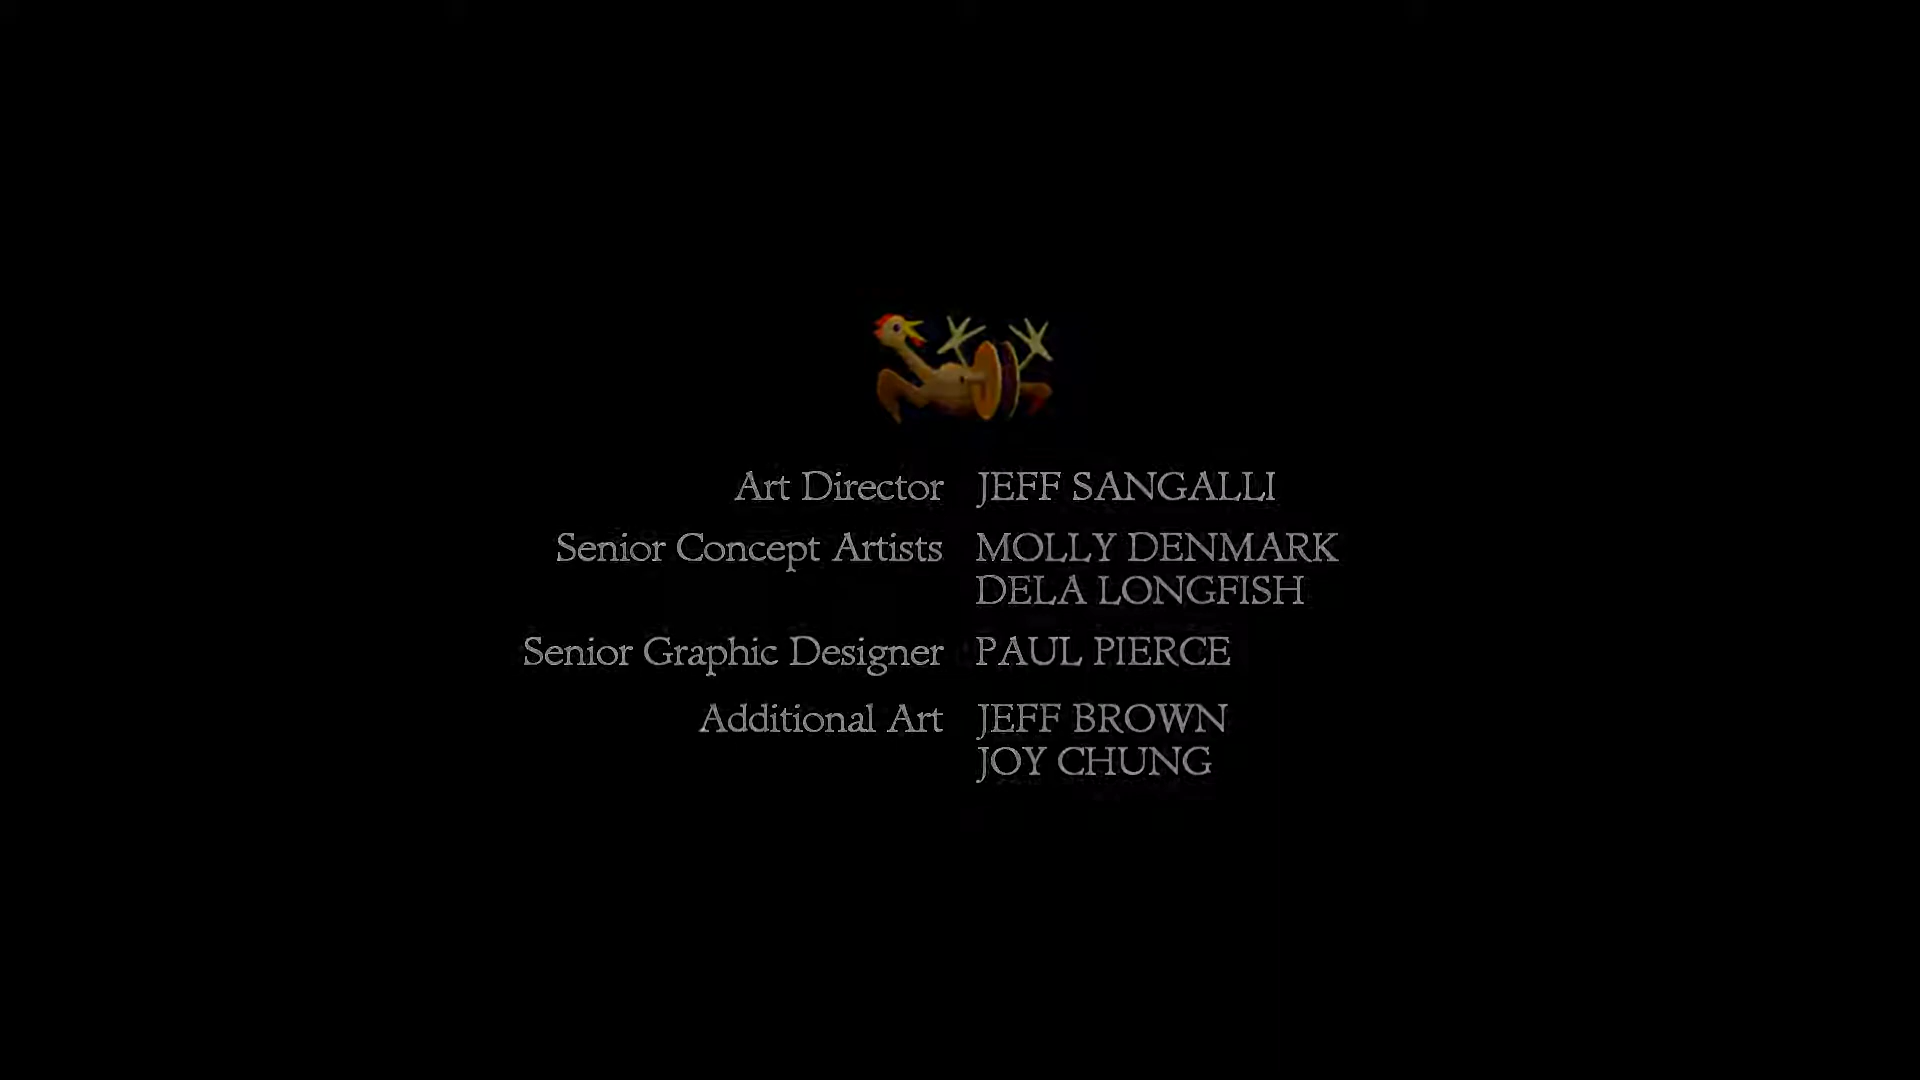 Art Director JEFF SANGALLI
Senior Concept Artists MOLLY DENMARK
DELA LONGFISH
Senior Graphic Designer PAUL PIERCE
Additional Art JEFF BROWN
JOY CHUNG